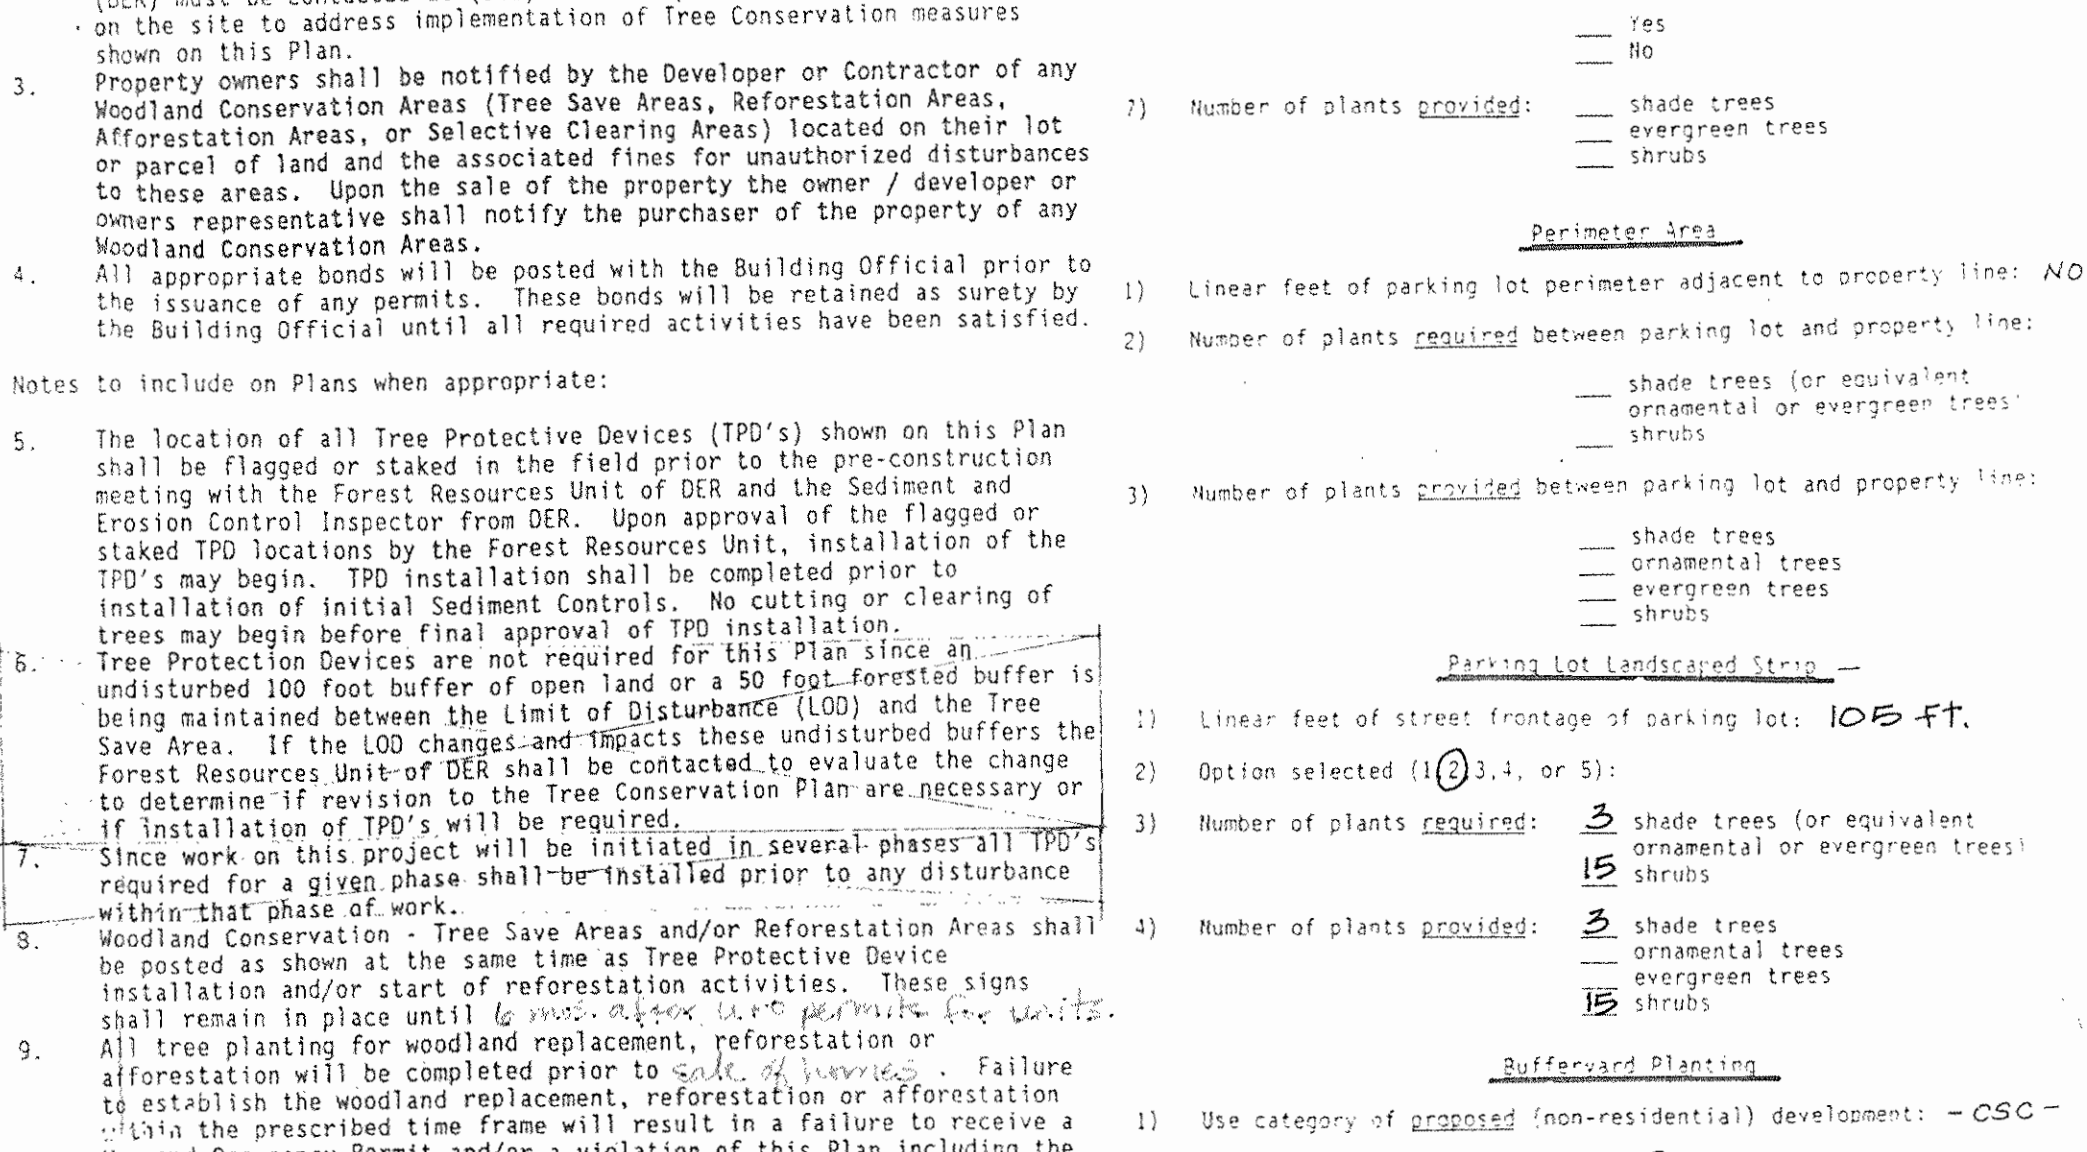 on the site to address implementation of Tree Conservation measures
shown on this Plan.
3. Property owners shall be notified by the Developer or Contractor of any
Woodland Conservation Areas (Tree Save Areas, Reforestation Areas,
Afforestation Areas, or Selective Clearing Areas) located on their lot
or parcel of land and the associated fines for unauthorized disturbances
to these areas. Upon the sale of the property the owner / developer or
owners representative shall notify the purchaser of the property of any
Woodland Conservation Areas.
4. All appropriate bonds will be posted with the Building Official prior to
the issuance of any permits. These bonds will be retained as surety by
the Building Official until all required activities have been satisfied.
Notes to include on Plans when appropriate:
5. The location of all Tree Protective Devices (TPD's) shown on this Plan
shall be flagged or staked in the field prior to the pre-construction
meeting with the Forest Resources Unit of DER and the Sediment and
Erosion Control Inspector from DER. Upon approval of the flagged or
staked TPD locations by the Forest Resources Unit, installation of the
TPD's may begin. TPD installation shall be completed prior to
installation of initial Sediment Controls. No cutting or clearing of
trees may begin before final approval of TPD installation.
6. Tree Protection Devices are not required for this Plan since an
undisturbed 100 foot buffer of open land or a 50 foot forested buffer is
being maintained between the Limit of Disturbance (LOD) and the Tree
Save Area. If the LOD changes and impacts these undisturbed buffers the
Forest Resources Unit of DER shall be contacted to evaluate the change
to determine if revision to the Tree Conservation Plan are necessary or
if installation of TPD's will be required.
7. Since work on this project will be initiated in several phases all TPD's
required for a given phase shall be installed prior to any disturbance
within that phase of work.
8. Woodland Conservation - Tree Save Areas and/or Reforestation Areas shall
be posted as shown at the same time as Tree Protective Device
installation and/or start of reforestation activities. These signs
shall remain in place until 6 mos. after permits for units.
9. All tree planting for woodland replacement, reforestation or
afforestation will be completed prior to sale of homes. Failure
to establish the woodland replacement, reforestation or afforestation
within the prescribed time frame will result in a failure to receive a
Permit and/or a violation of this Plan including the
___ Yes
___ No
2) Number of plants provided: ___ shade trees
___ evergreen trees
___ shrubs
Perimeter Area
1) Linear feet of parking lot perimeter adjacent to property line: NO
2) Number of plants required between parking lot and property line:
___ shade trees (or equivalent
ornamental or evergreen trees
___ shrubs
3) Number of plants provided between parking lot and property line:
___ shade trees
___ ornamental trees
___ evergreen trees
___ shrubs
Parking Lot Landscaped Strip —
1) Linear feet of street frontage of parking lot: 105 FT.
2) Option selected (1 2 3,4, or 5):
3) Number of plants required: 3 shade trees (or equivalent
ornamental or evergreen trees)
15 shrubs
4) Number of plants provided: 3 shade trees
___ ornamental trees
___ evergreen trees
15 shrubs
Bufferyard Planting
1) Use category of proposed (non-residential) development: - CSC -